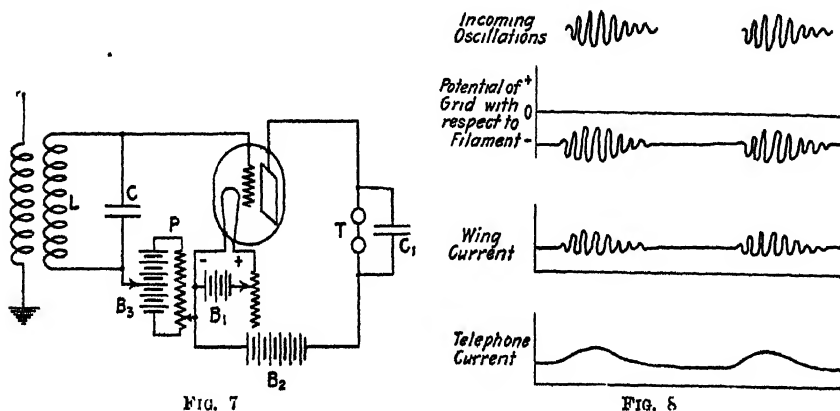 L
C
P
B3
- +
B1
B2
T
C1
FIG. 7
Incoming
Oscillations
Potential of +
Grid with 0
respect to
Filament -
Wing
Current
Telephone
Current
FIG. 8